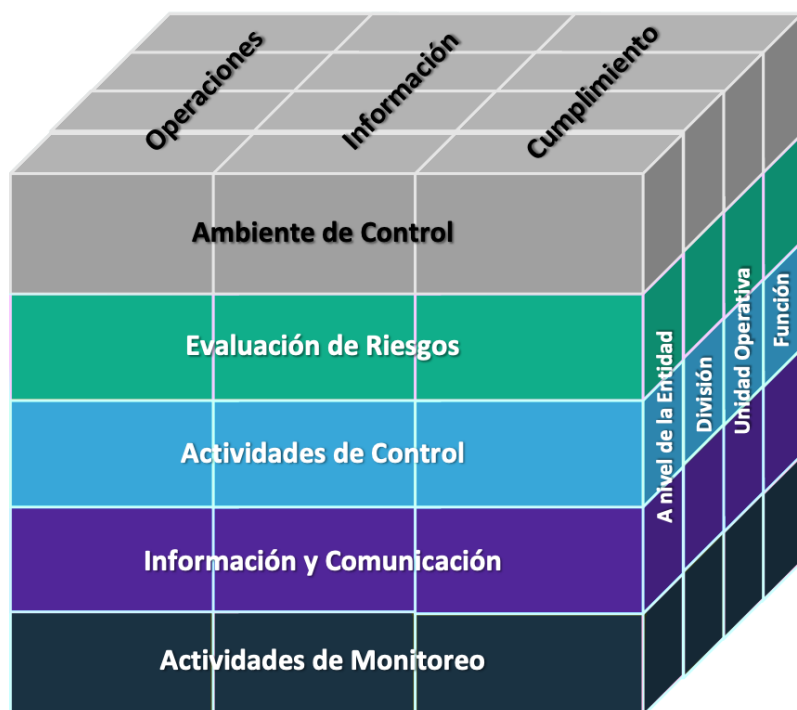 Operaciones
Información
Cumplimiento
Ambiente de Control
Evaluación de Riesgos
Actividades de Control
Información y Comunicación
Actividades de Monitoreo
A nivel de la Entidad
División
Unidad Operativa
Función